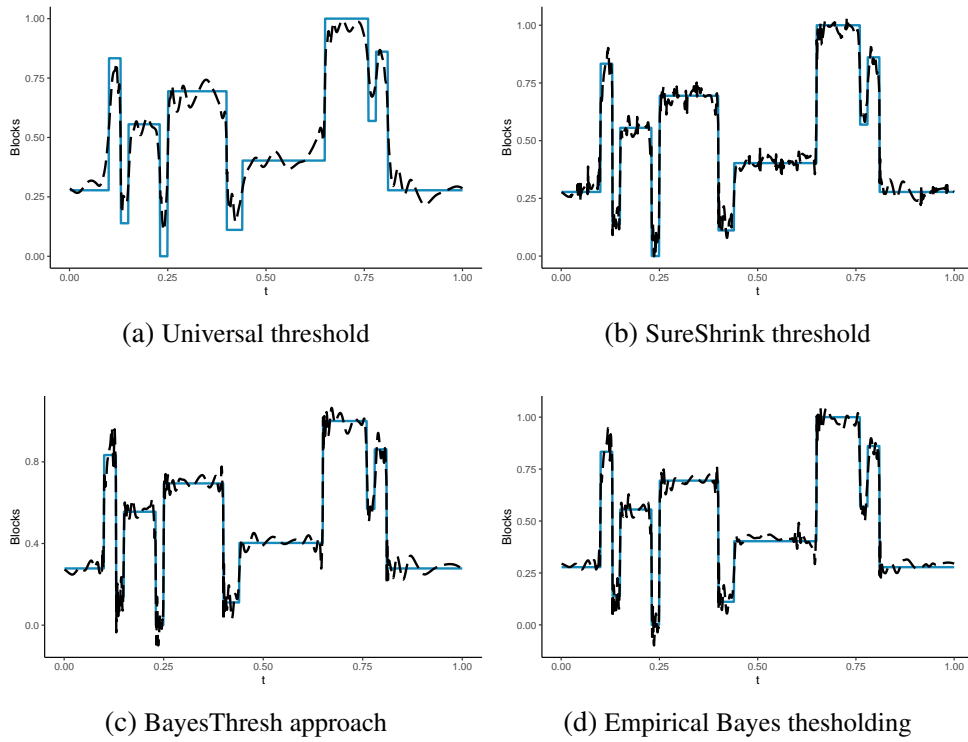 1.00
0.75
0.50
0.25
0.00
Blocks
0.00 0.25 0.50 0.75 1.00
t
(a) Universal threshold
1.00
0.75
0.50
0.25
0.00
Blocks
0.00 0.25 0.50 0.75 1.00
t
(b) SureShrink threshold
0.8
0.4
0.0
Blocks
0.00 0.25 0.50 0.75 1.00
t
(c) BayesThresh approach
1.00
0.75
0.50
0.25
0.00
Blocks
0.00 0.25 0.50 0.75 1.00
t
(d) Empirical Bayes thesholding